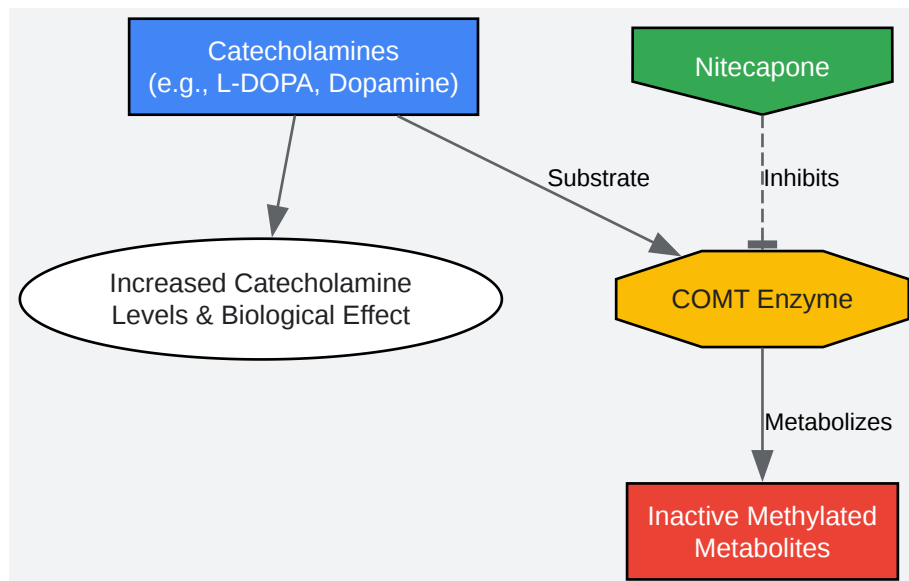 Catecholamines
(e.g., L-DOPA, Dopamine)
Nitecapone
Substrate
Inhibits
Increased Catecholamine
Levels & Biological Effect
COMT Enzyme
Metabolizes
Inactive Methylated
Metabolites